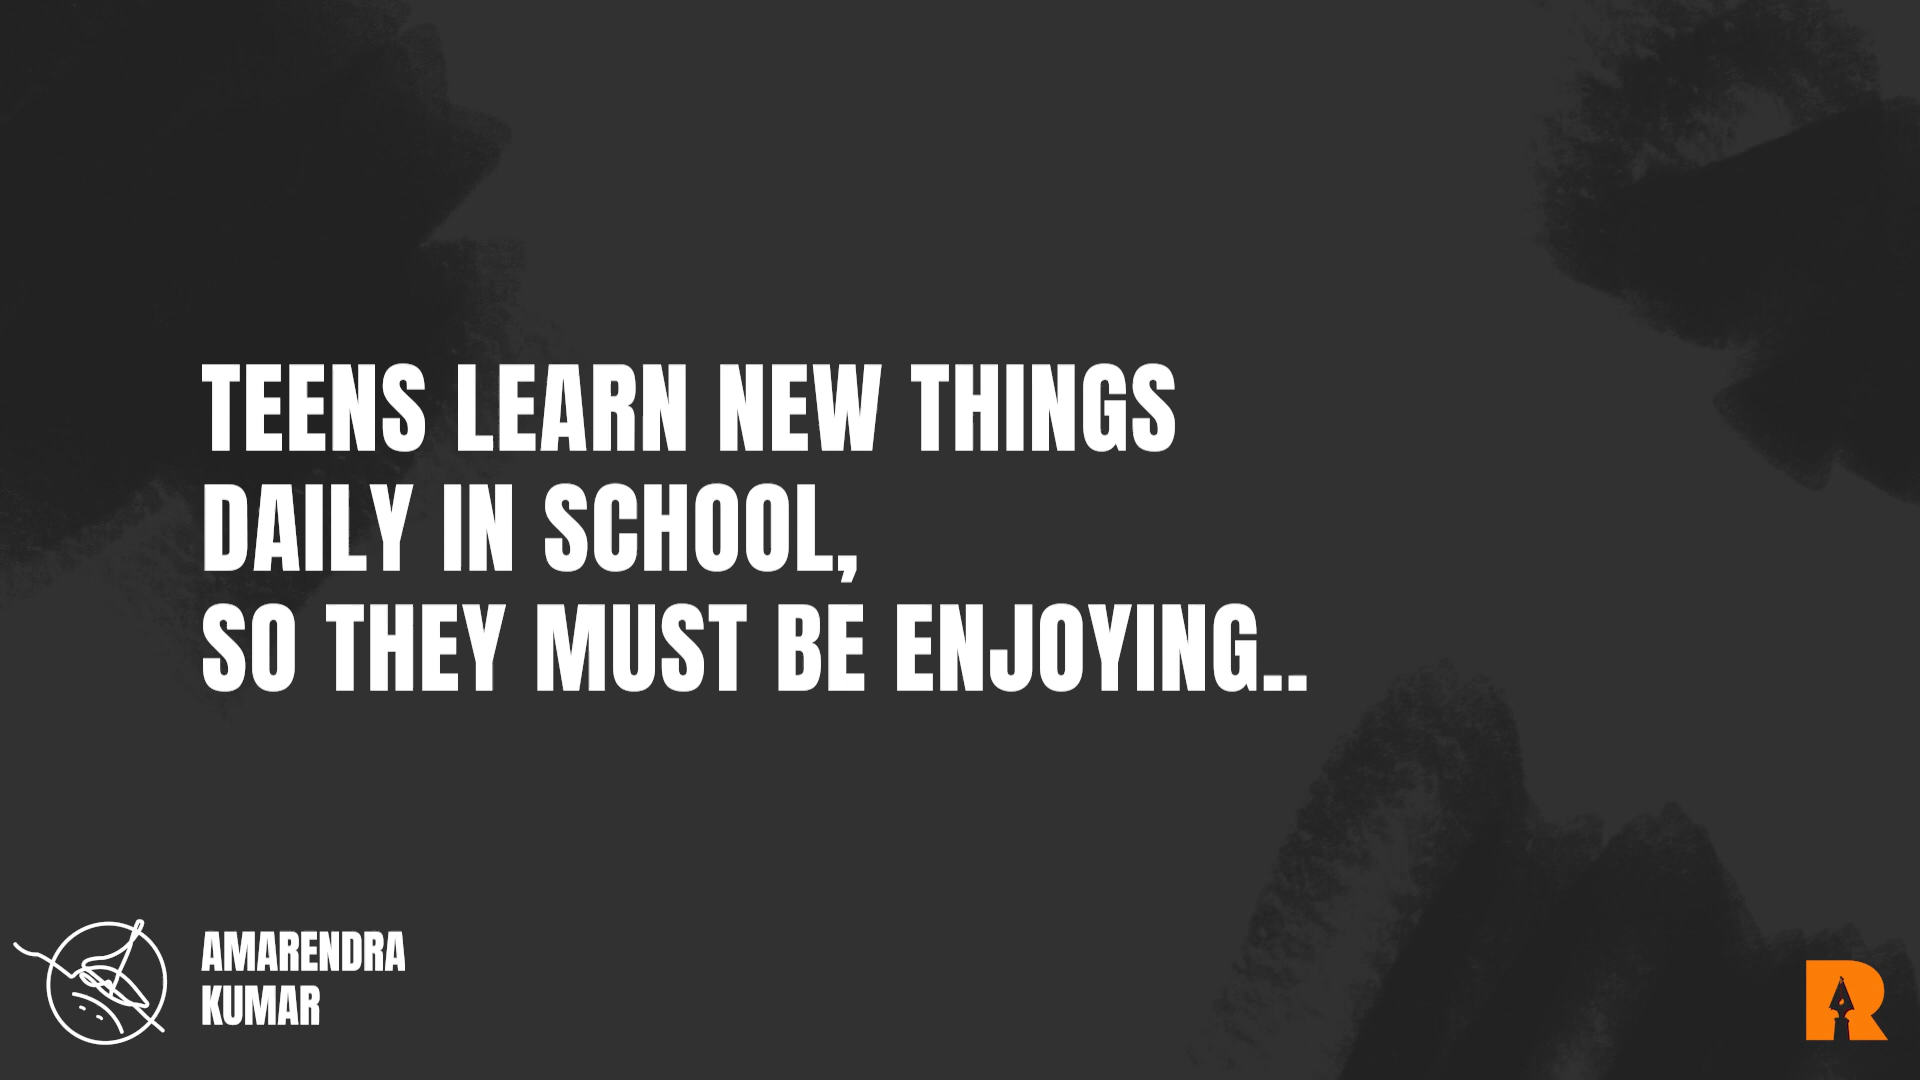 TEENS LEARN NEW THINGS
DAILY IN SCHOOL,
SO THEY MUST BE ENJOYING..
AMARENDRA
KUMAR
R